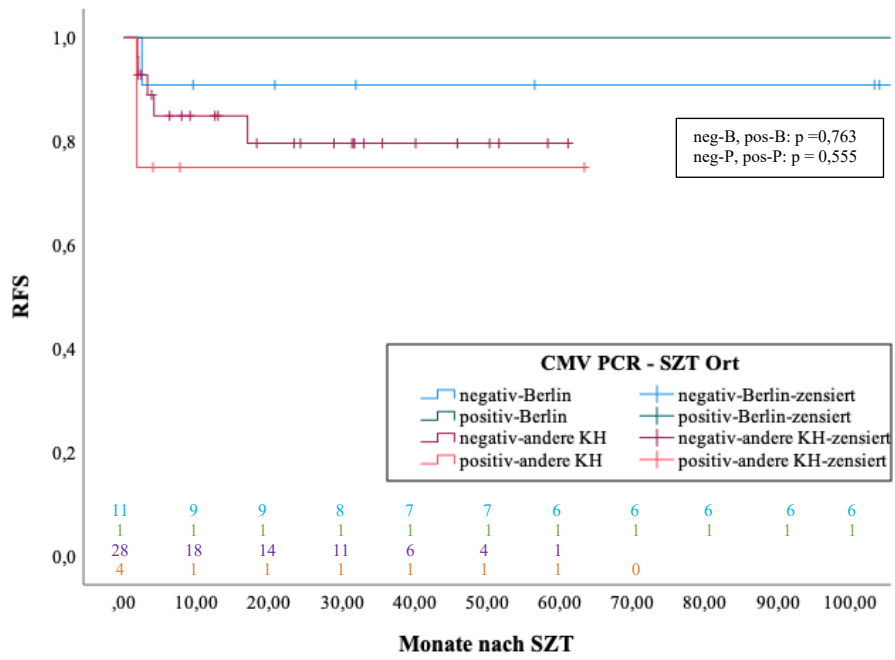 1,0
0,8
0,6
0,4
0,2
0,0
RFS
neg-B, pos-B: p =0,763
neg-P, pos-P: p = 0,555
CMV PCR - SZT Ort
negativ-Berlin negativ-Berlin-zensiert
positiv-Berlin positiv-Berlin-zensiert
negativ-andere KH negativ-andere KH-zensiert
positiv-andere KH positiv-andere KH-zensiert
11 9 9 8 7 7 6 6 6 6 6
1 1 1 1 1 1 1 1 1 1 1
28 18 14 11 6 4 1
4 1 1 1 1 1 1 0
,00 10,00 20,00 30,00 40,00 50,00 60,00 70,00 80,00 90,00 100,00
Monate nach SZT